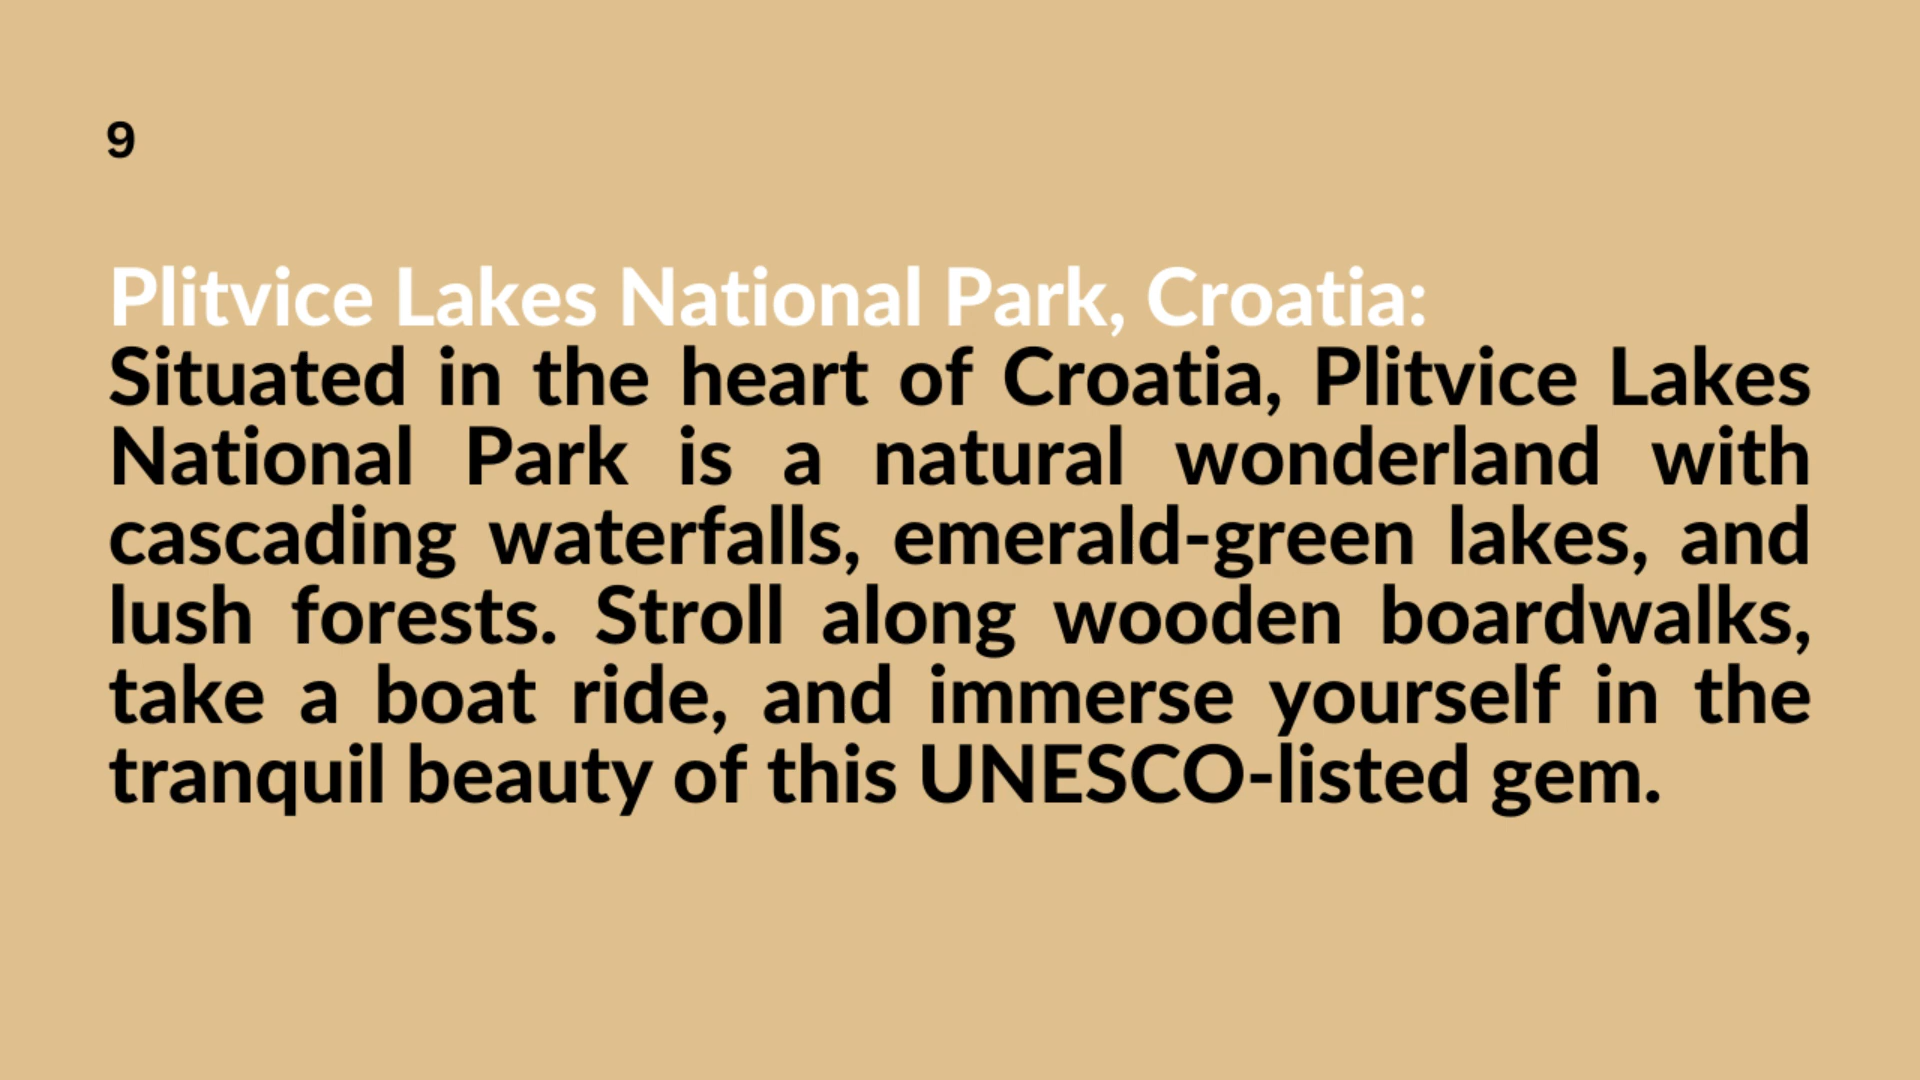 9
Plitvice Lakes National Park, Croatia:
Situated in the heart of Croatia, Plitvice Lakes
National Park is a natural wonderland with
cascading waterfalls, emerald-green lakes, and
lush forests. Stroll along wooden boardwalks,
take a boat ride, and immerse yourself in the
tranquil beauty of this UNESCO-listed gem.